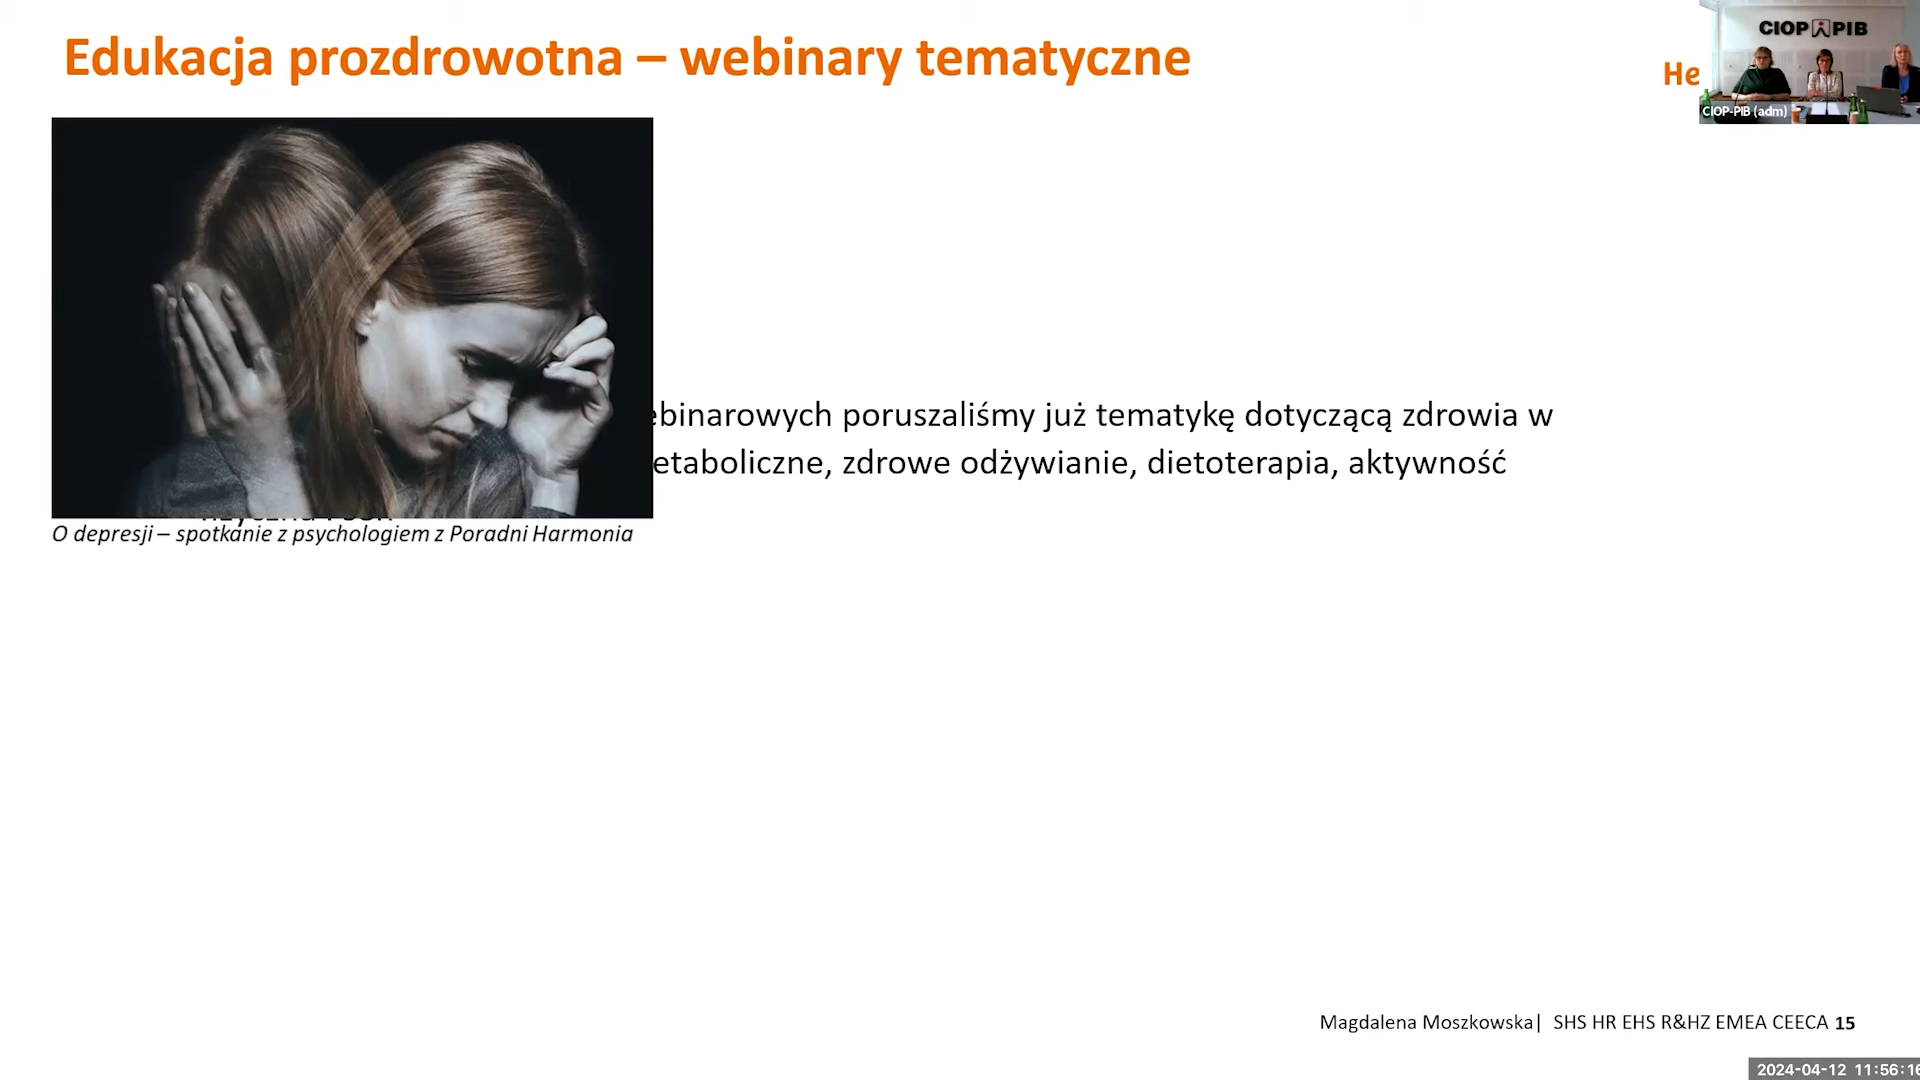 Edukacja prozdrowotna – webinary tematyczne
He
CIOP PIB
CIOP-PIB (adm)
ebinarowych poruszaliśmy już tematykę dotyczącą zdrowia w
etaboliczne, zdrowe odżywianie, dietoterapia, aktywność
O depresji – spotkanie z psychologiem z Poradni Harmonia
Magdalena Moszkowska| SHS HR EHS R&HZ EMEA CEECA 15
2024-04-12 11:56:16